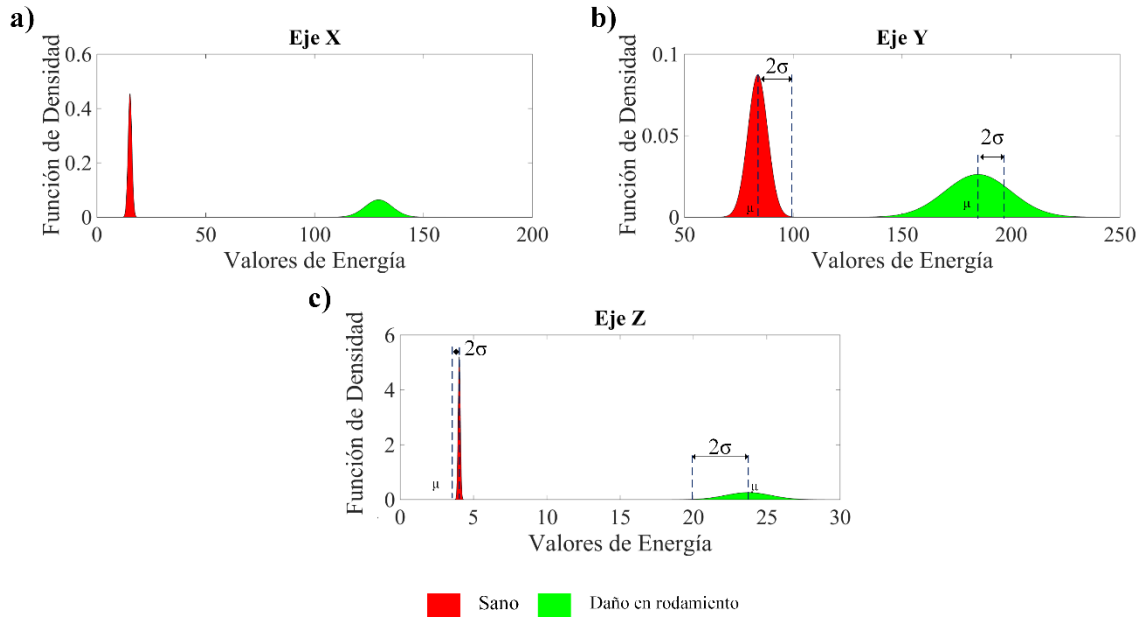 a)
Eje X
Función de Densidad
0.6
0.4
0.2
0
0
50
100
150
200
Valores de Energía
b)
Eje Y
Función de Densidad
0.1
0.05
0
2σ
2σ
μ
μ
50
100
150
200
250
Valores de Energía
c)
Eje Z
Función de Densidad
6
4
2
0
2σ
2σ
μ
μ
0
5
10
15
20
25
30
Valores de Energía
Sano
Daño en rodamiento